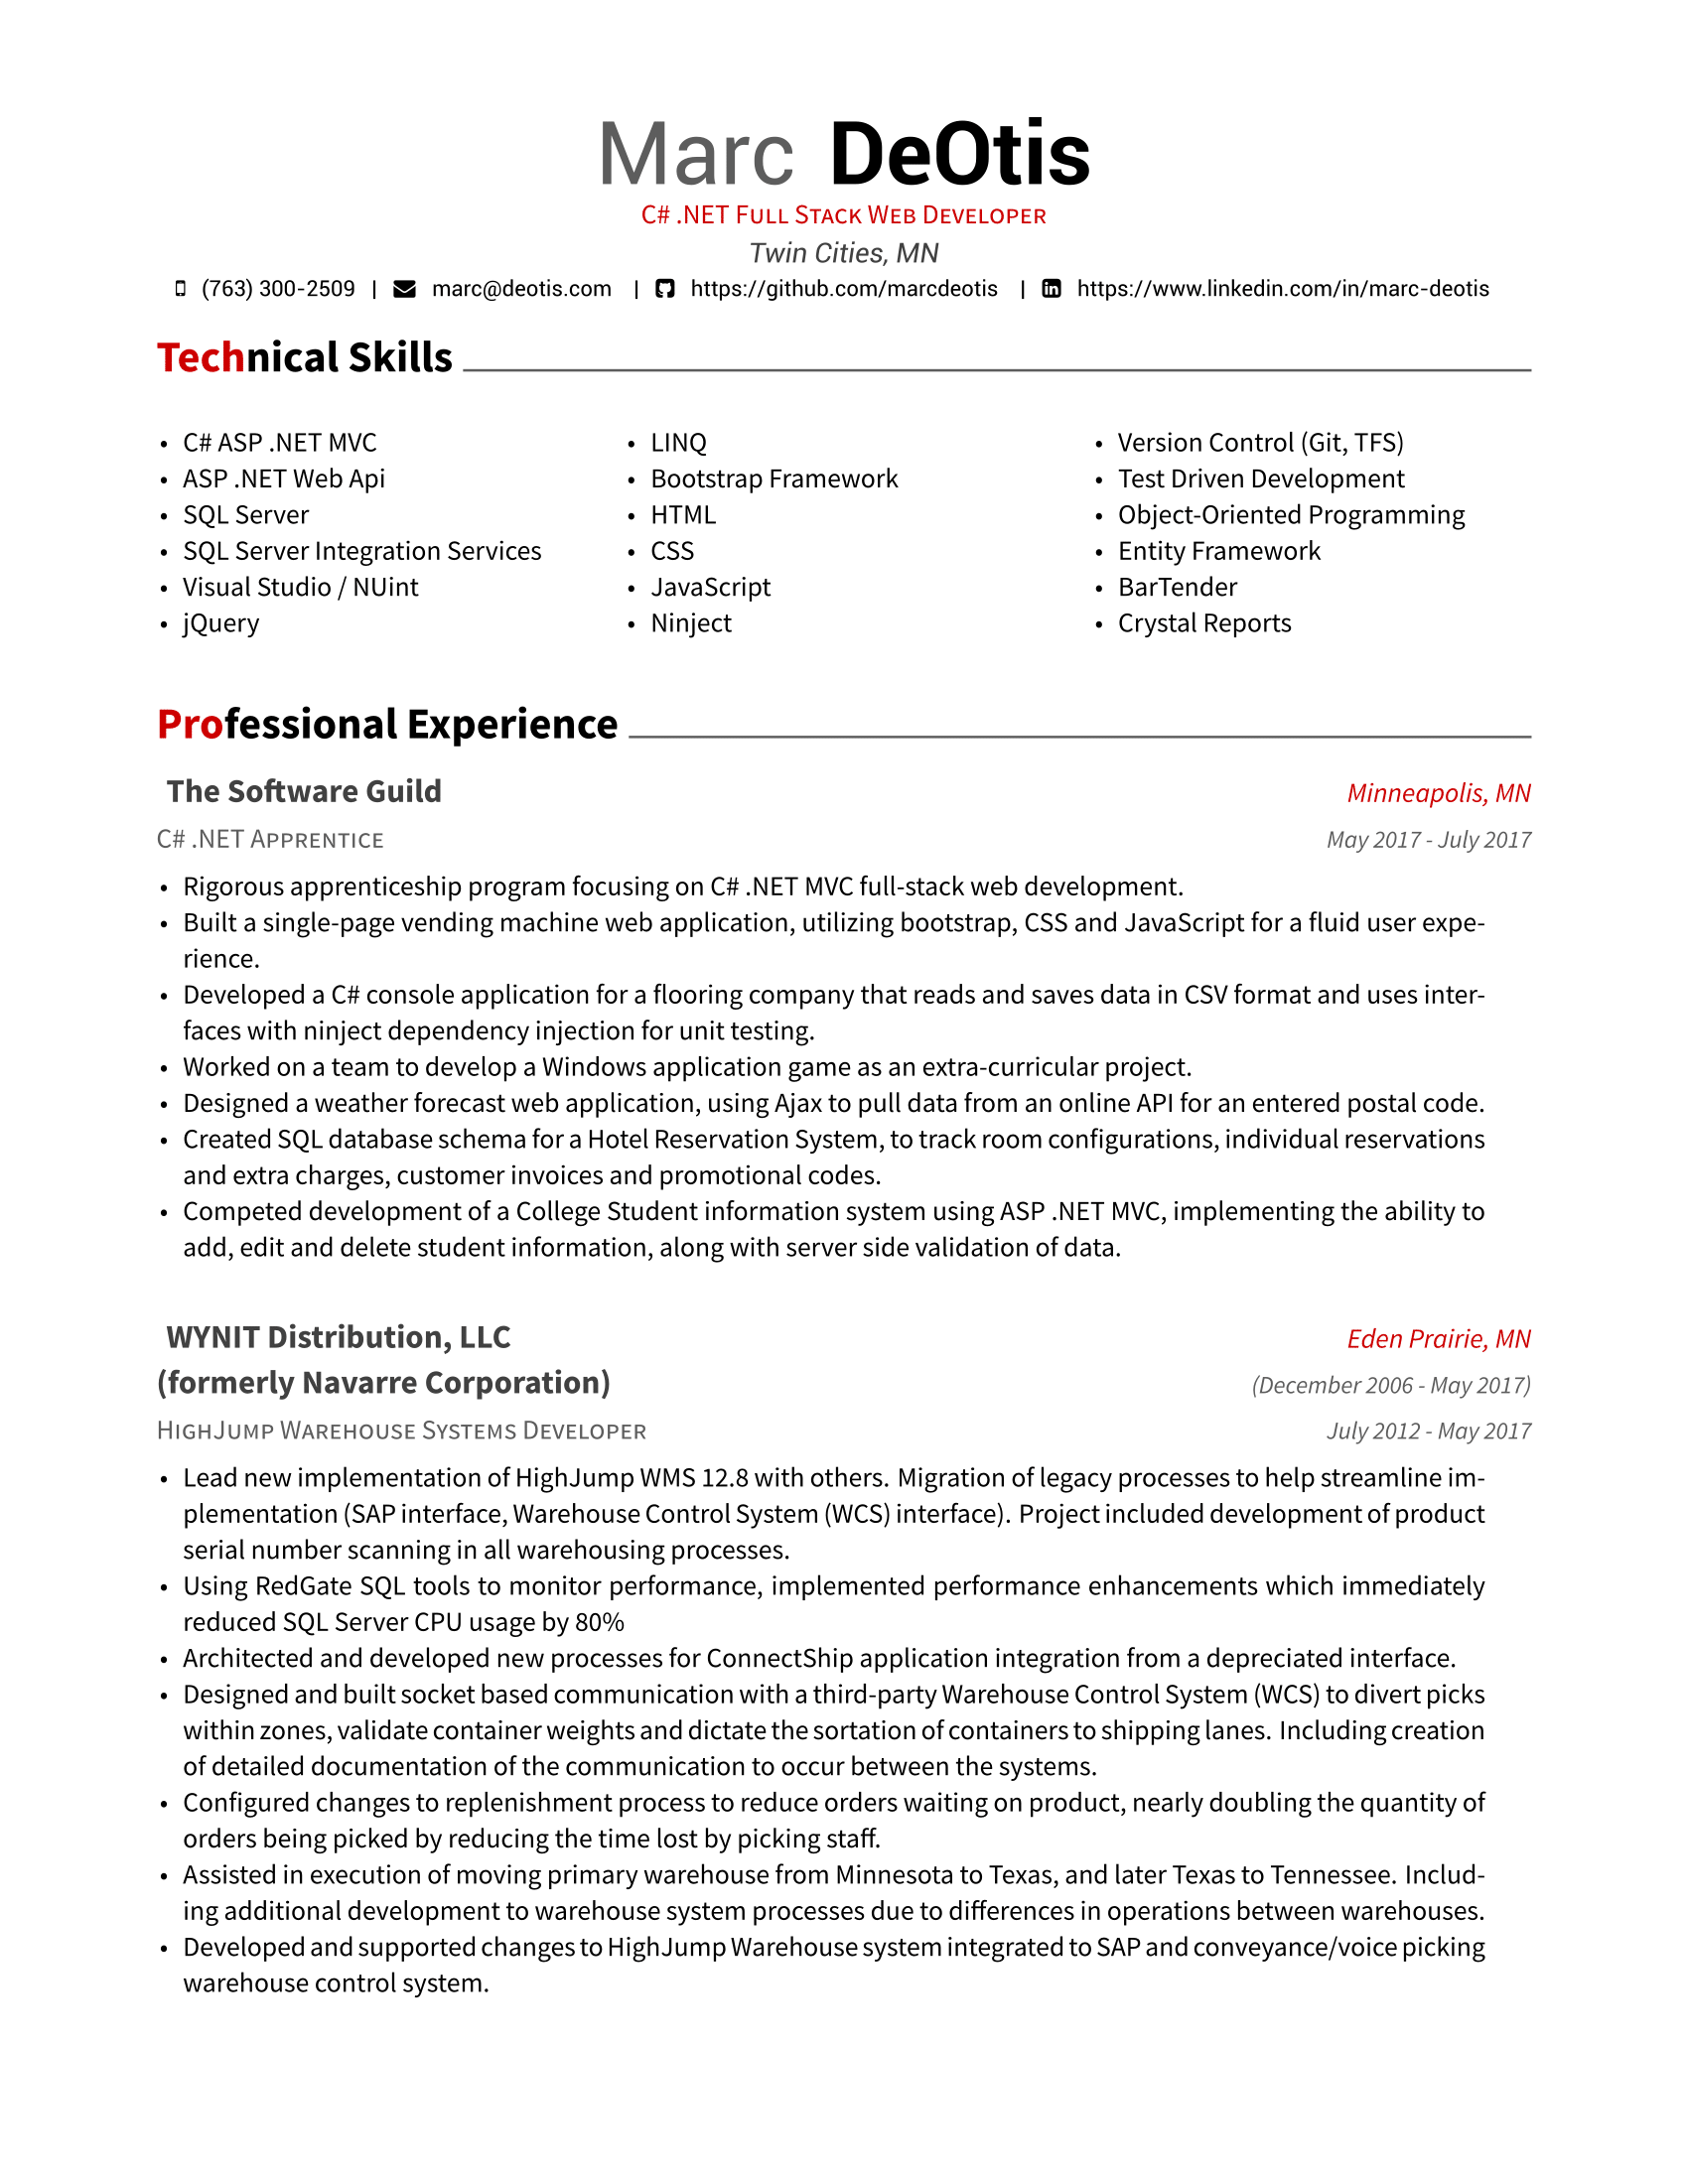 Marc DeOtis
C# .NET Full Stack Web Developer
Twin Cities, MN
(763) 300-2509 | marc@deotis.com | https://github.com/marcdeotis | https://www.linkedin.com/in/marc-deotis
Technical Skills
• C# ASP .NET MVC
• ASP .NET Web Api
• SQL Server
• SQL Server Integration Services
• Visual Studio / NUint
• jQuery
• LINQ
• Bootstrap Framework
• HTML
• CSS
• JavaScript
• Ninject
• Version Control (Git, TFS)
• Test Driven Development
• Object-Oriented Programming
• Entity Framework
• BarTender
• Crystal Reports
Professional Experience
The Software Guild Minneapolis, MN
C# .NET Apprentice May 2017 - July 2017
• Rigorous apprenticeship program focusing on C# .NET MVC full-stack web development.
• Built a single-page vending machine web application, utilizing bootstrap, CSS and JavaScript for a fluid user expe-
rience.
• Developed a C# console application for a flooring company that reads and saves data in CSV format and uses inter-
faces with ninject dependency injection for unit testing.
• Worked on a team to develop a Windows application game as an extra-curricular project.
• Designed a weather forecast web application, using Ajax to pull data from an online API for an entered postal code.
• Created SQL database schema for a Hotel Reservation System, to track room configurations, individual reservations
and extra charges, customer invoices and promotional codes.
• Competed development of a College Student information system using ASP .NET MVC, implementing the ability to
add, edit and delete student information, along with server side validation of data.
WYNIT Distribution, LLC Eden Prairie, MN
(formerly Navarre Corporation) (December 2006 - May 2017)
HighJump Warehouse Systems Developer July 2012 - May 2017
• Lead new implementation of HighJump WMS 12.8 with others. Migration of legacy processes to help streamline im-
plementation (SAP interface, Warehouse Control System (WCS) interface). Project included development of product
serial number scanning in all warehousing processes.
• Using RedGate SQL tools to monitor performance, implemented performance enhancements which immediately
reduced SQL Server CPU usage by 80%
• Architected and developed new processes for ConnectShip application integration from a depreciated interface.
• Designed and built socket based communication with a third-party Warehouse Control System (WCS) to divert picks
within zones, validate container weights and dictate the sortation of containers to shipping lanes. Including creation
of detailed documentation of the communication to occur between the systems.
• Configured changes to replenishment process to reduce orders waiting on product, nearly doubling the quantity of
orders being picked by reducing the time lost by picking staff.
• Assisted in execution of moving primary warehouse from Minnesota to Texas, and later Texas to Tennessee. Includ-
ing additional development to warehouse system processes due to differences in operations between warehouses.
• Developed and supported changes to HighJump Warehouse system integrated to SAP and conveyance/voice picking
warehouse control system.